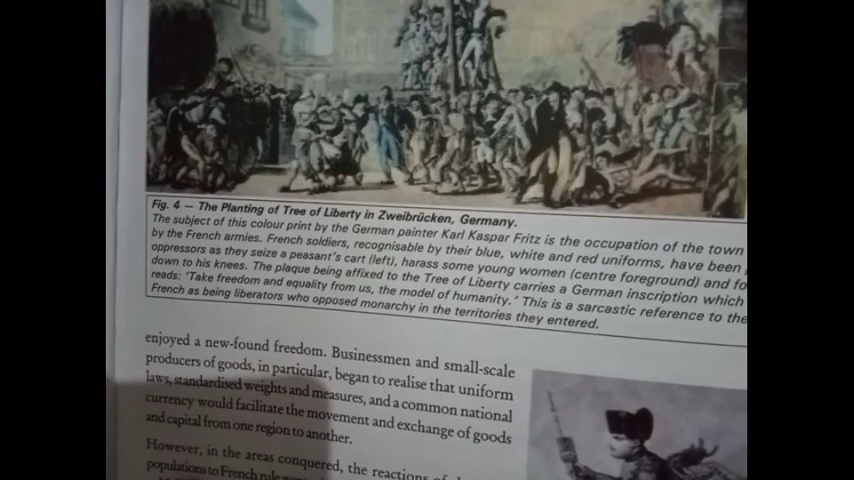 Fig. 4 — The Planting of Tree of Liberty in Zweibrücken, Germany.
The subject of this colour print by the German painter Karl Kaspar Fritz is the occupation of the town
by the French armies. French soldiers, recognisable by their blue, white and red uniforms, have been
oppressors as they seize a peasant's cart (left), harass some young women (centre foreground) and fo
down to his knees. The plaque being affixed to the Tree of Liberty carries a German inscription which
reads: 'Take freedom and equality from us, the model of humanity.' This is a sarcastic reference to the
French as being liberators who opposed monarchy in the territories they entered.
enjoyed a new-found freedom. Businessmen and small-scale
producers of goods, in particular, began to realise that uniform
laws, standardised weights and measures, and a common national
currency would facilitate the movement and exchange of goods
and capital from one region to another.
However, in the areas conquered, the reactions of
populations to French rule